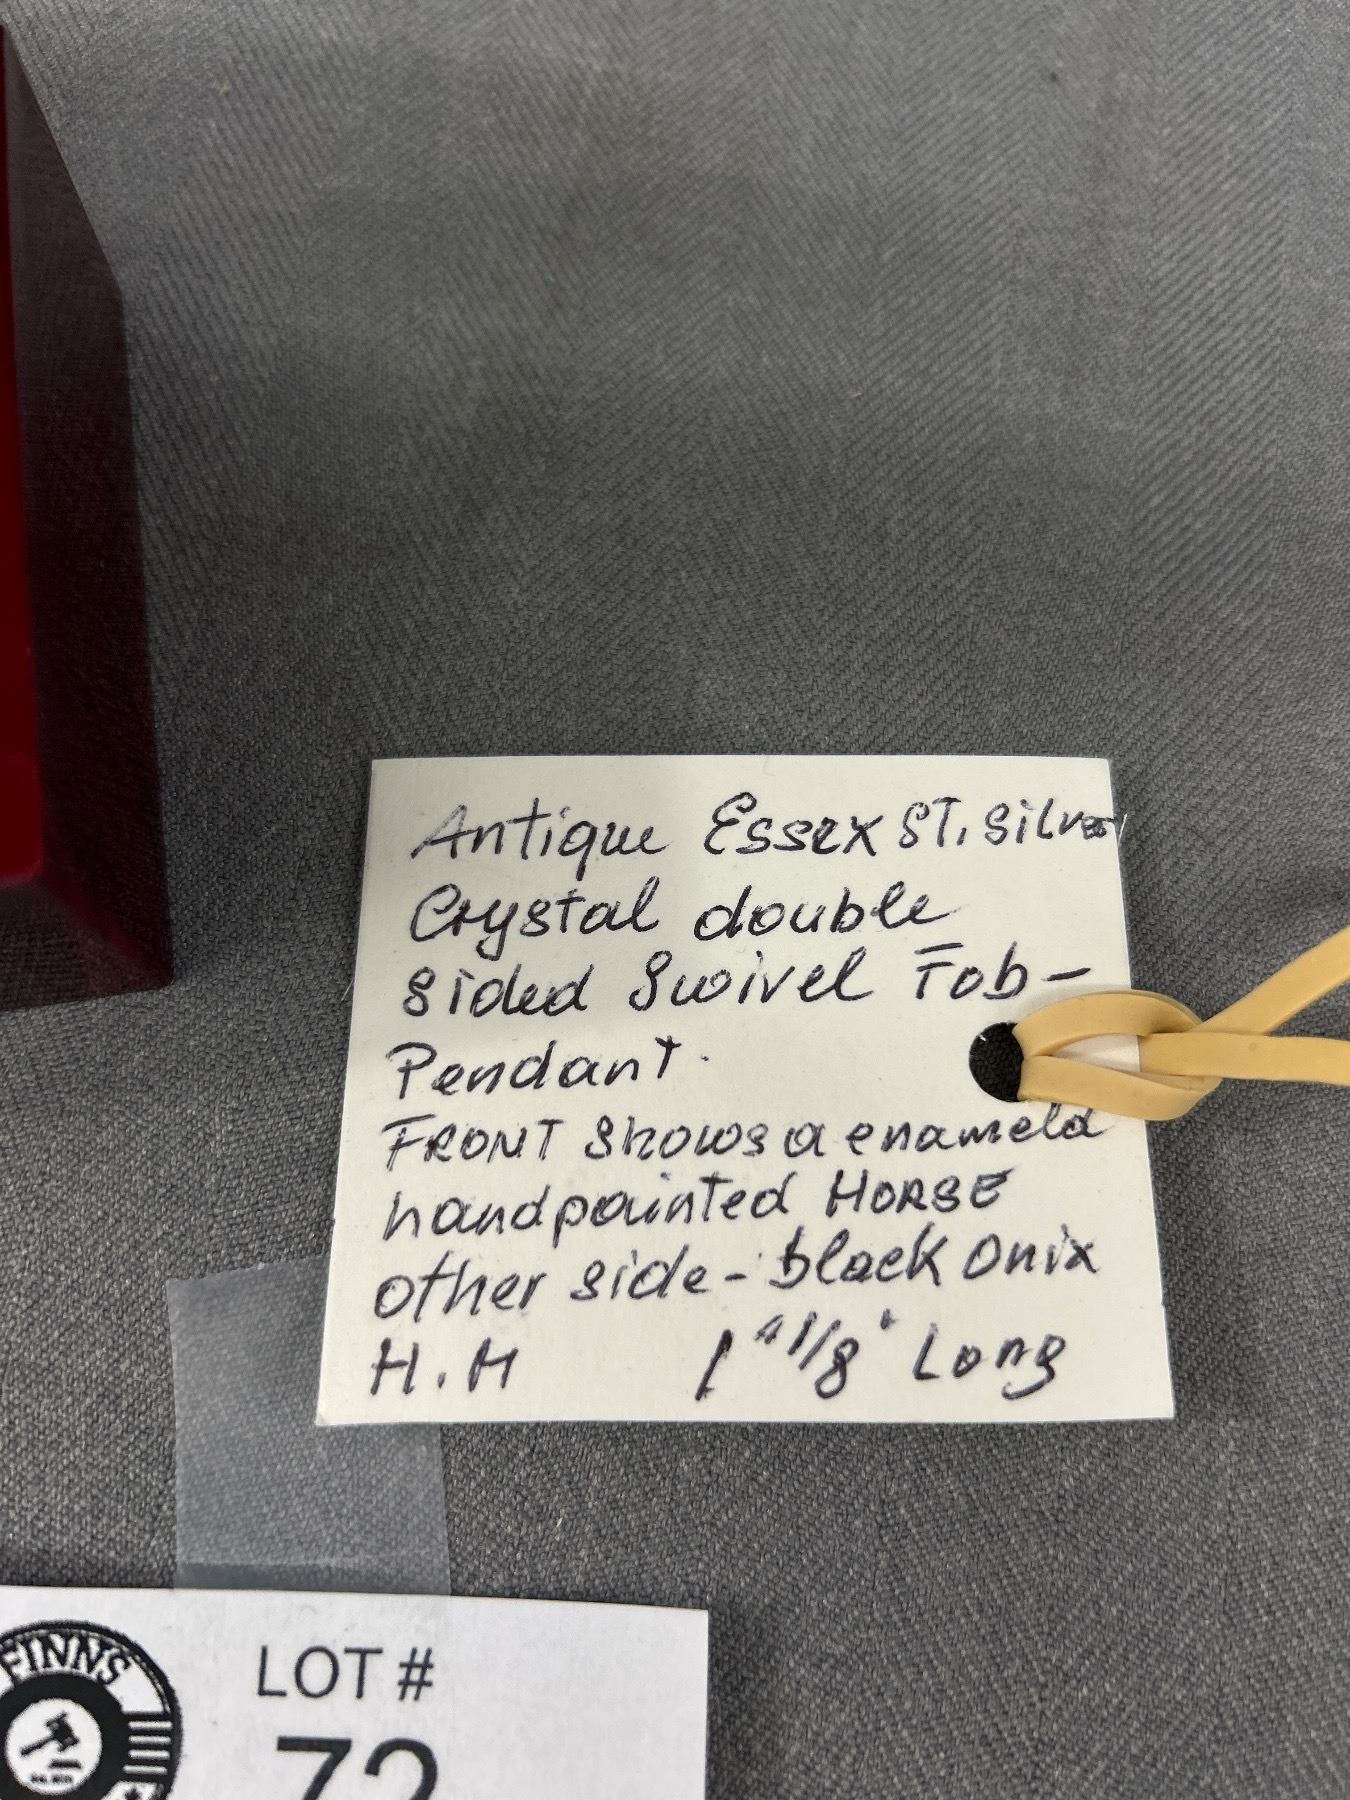 Antique Essex ST. Silver
Crystal double
sided Swivel Fob-
Pendant.
FRONT Shows a enameld
handpainted HORSE
other side - black Onix
H.M 1" 1/8" Long
FINNS
LOT #
72